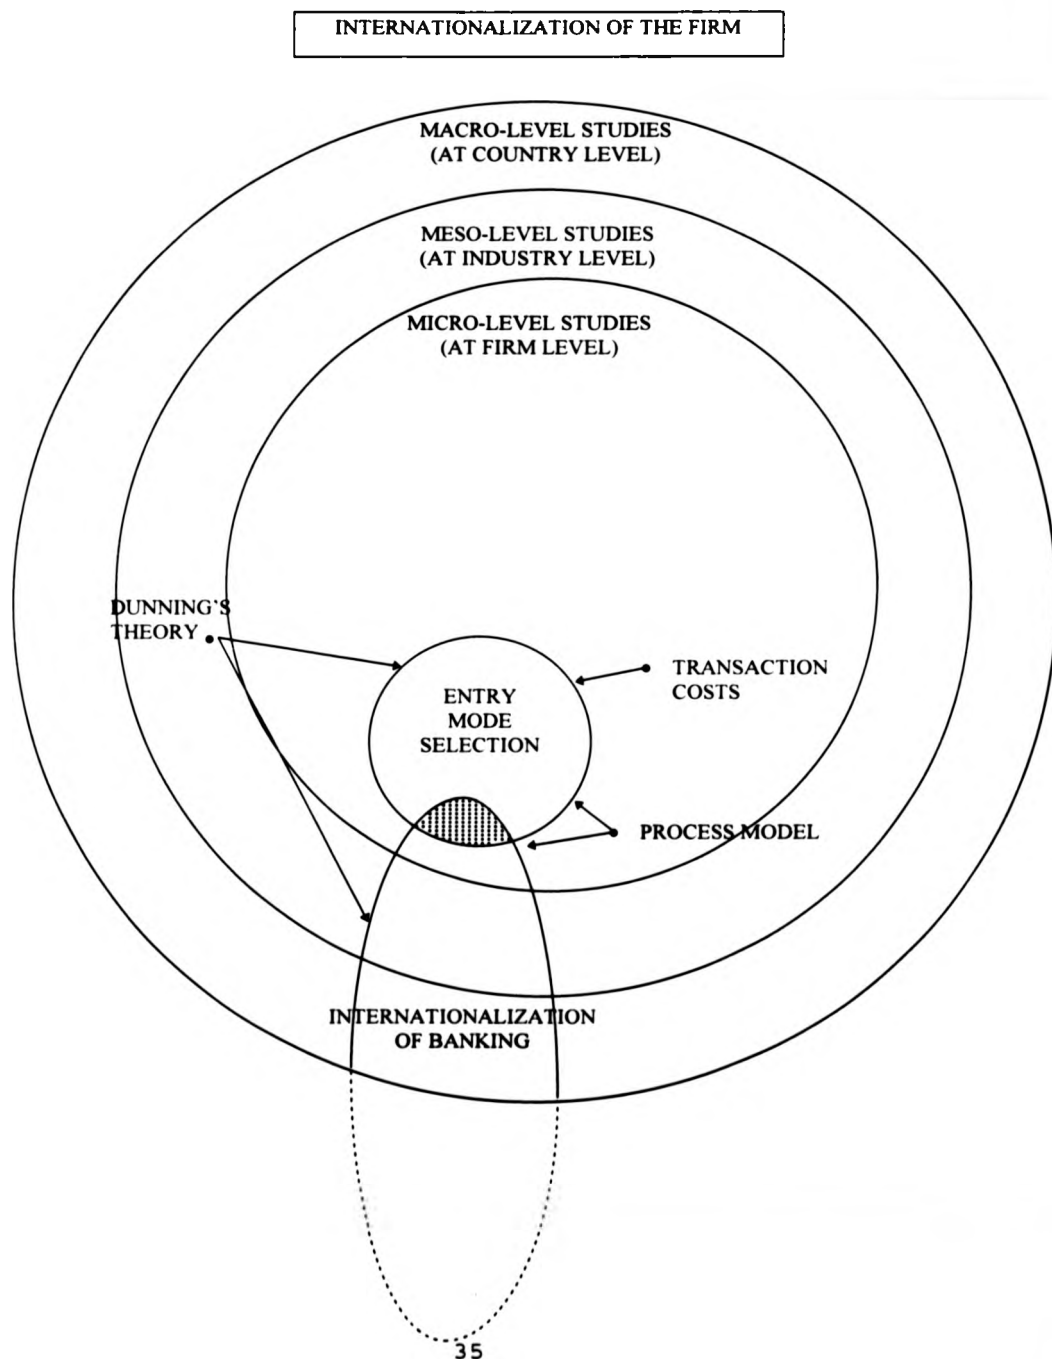 INTERNATIONALIZATION OF THE FIRM
MACRO-LEVEL STUDIES
(AT COUNTRY LEVEL)
MESO-LEVEL STUDIES
(AT INDUSTRY LEVEL)
MICRO-LEVEL STUDIES
(AT FIRM LEVEL)
DUNNING'S
THEORY
TRANSACTION
COSTS
ENTRY
MODE
SELECTION
PROCESS MODEL
INTERNATIONALIZATION
OF BANKING
35